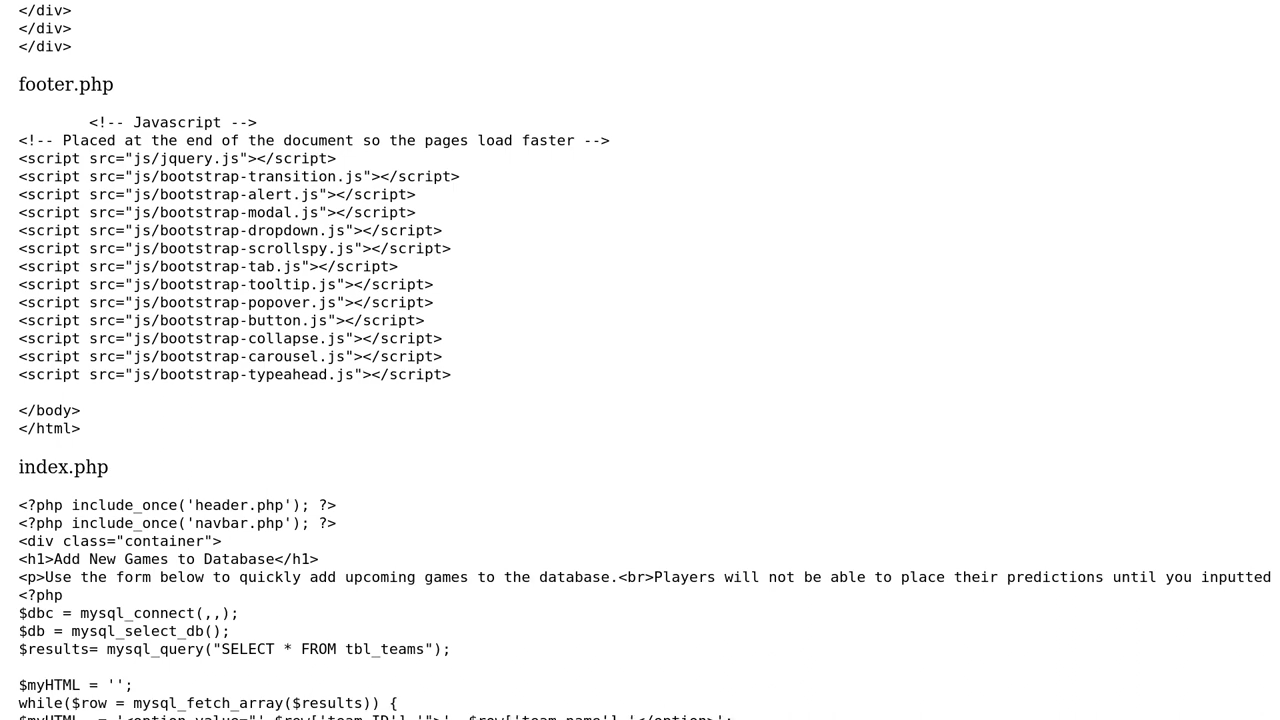 </div>
</div>
</div>
footer.php
<!-- Javascript -->
<!-- Placed at the end of the document so the pages load faster -->
<script src="js/jquery.js"></script>
<script src="js/bootstrap-transition.js"></script>
<script src="js/bootstrap-alert.js"></script>
<script src="js/bootstrap-modal.js"></script>
<script src="js/bootstrap-dropdown.js"></script>
<script src="js/bootstrap-scrollspy.js"></script>
<script src="js/bootstrap-tab.js"></script>
<script src="js/bootstrap-tooltip.js"></script>
<script src="js/bootstrap-popover.js"></script>
<script src="js/bootstrap-button.js"></script>
<script src="js/bootstrap-collapse.js"></script>
<script src="js/bootstrap-carousel.js"></script>
<script src="js/bootstrap-typeahead.js"></script>
</body>
</html>
index.php
<?php include_once('header.php'); ?>
<?php include_once('navbar.php'); ?>
<div class="container">
<h1>Add New Games to Database</h1>
<p>Use the form below to quickly add upcoming games to the database.<br>Players will not be able to place their predictions until you inputted
<?php
$dbc = mysql_connect(,,);
$db = mysql_select_db();
$results= mysql_query("SELECT * FROM tbl_teams");
$myHTML = '';
while($row = mysql_fetch_array($results)) {
$myHTML .= '<option value="'.$row['team_ID'].'">'. $row['team_name'].'</option>';